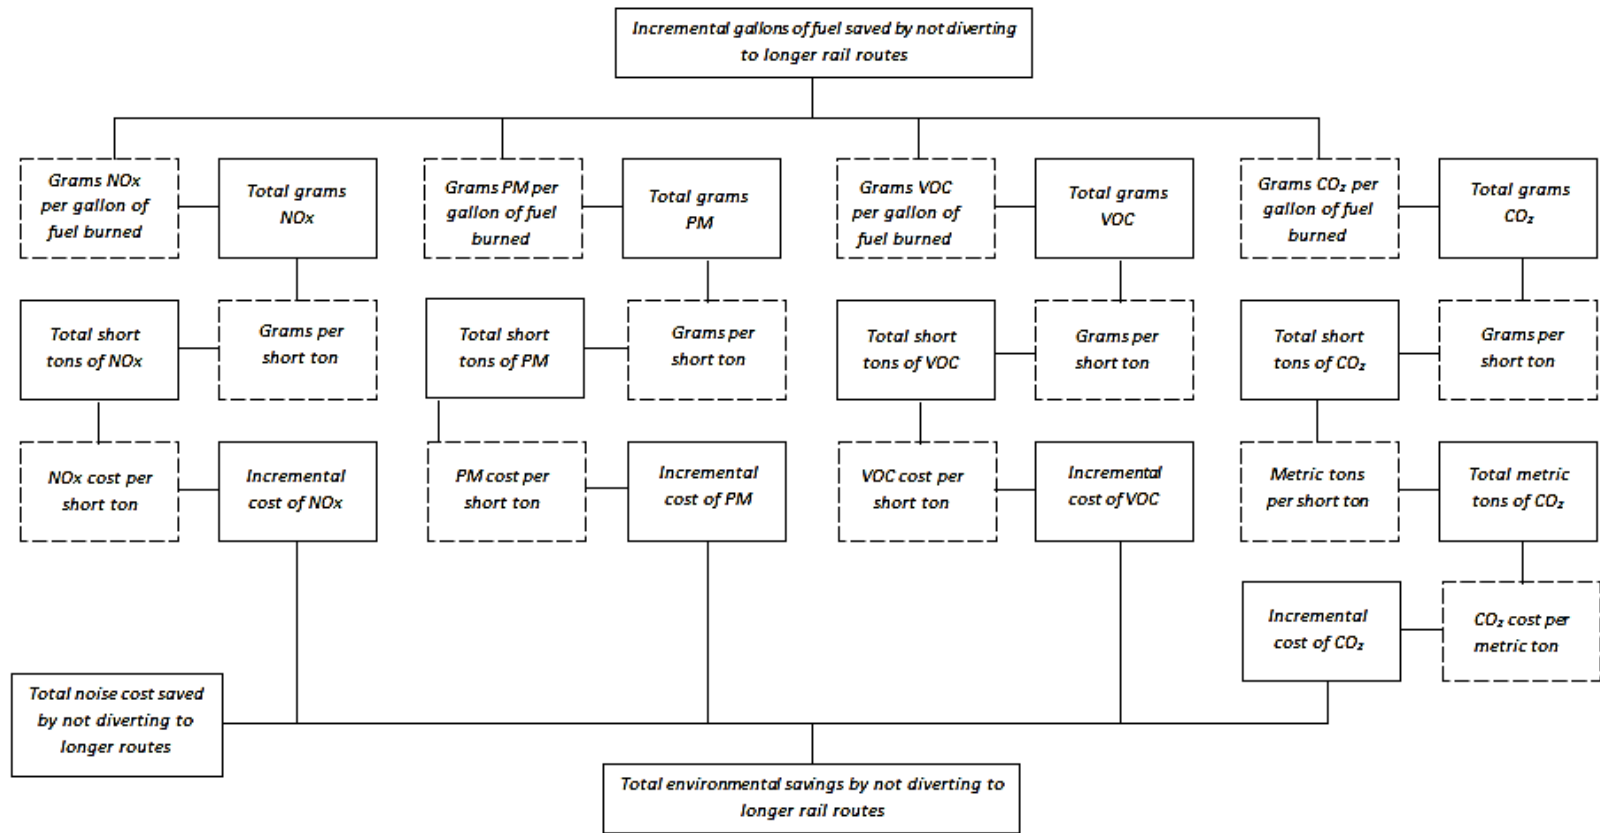 Incremental gallons of fuel saved by not diverting
to longer rail routes
Grams NOx
per gallon of
fuel burned
Total grams
NOx
Grams PM per
gallon of fuel
burned
Total grams
PM
Grams VOC
per gallon of
fuel burned
Total grams
VOC
Grams CO₂ per
gallon of fuel
burned
Total grams
CO₂
Total short
tons of NOx
Grams per
short ton
Total short
tons of PM
Grams per
short ton
Total short
tons of VOC
Grams per
short ton
Total short
tons of CO₂
Grams per
short ton
NOx cost per
short ton
Incremental
cost of NOx
PM cost per
short ton
Incremental
cost of PM
VOC cost per
short ton
Incremental
cost of VOC
Metric tons
per short ton
Total metric
tons of CO₂
Incremental
cost of CO₂
CO₂ cost per
metric ton
Total noise cost saved
by not diverting to
longer routes
Total environmental savings by not diverting to
longer rail routes